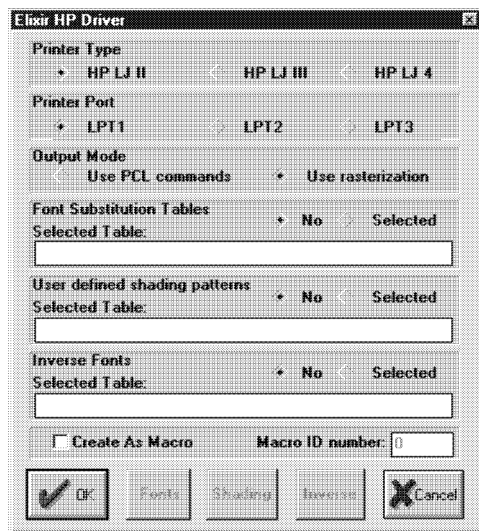 Elixir HP Driver
Printer Type
HP LJ II HP LJ III HP LJ 4
Printer Port
LPT1 LPT2 LPT3
Output Mode
Use PCL commands Use rasterization
Font Substitution Tables No Selected
Selected Table:
User defined shading patterns No Selected
Selected Table:
Inverse Fonts No Selected
Selected Table:
Create As Macro Macro ID number: 0
OK Fonts Shading Inverse Cancel